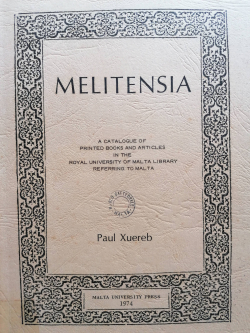 MELITENSIA
A CATALOGUE OF
PRINTED BOOKS AND ARTICLES
IN THE
ROYAL UNIVERSITY OF MALTA LIBRARY
REFERRING TO MALTA
Paul Xuereb
MALTA UNIVERSITY PRESS
1974